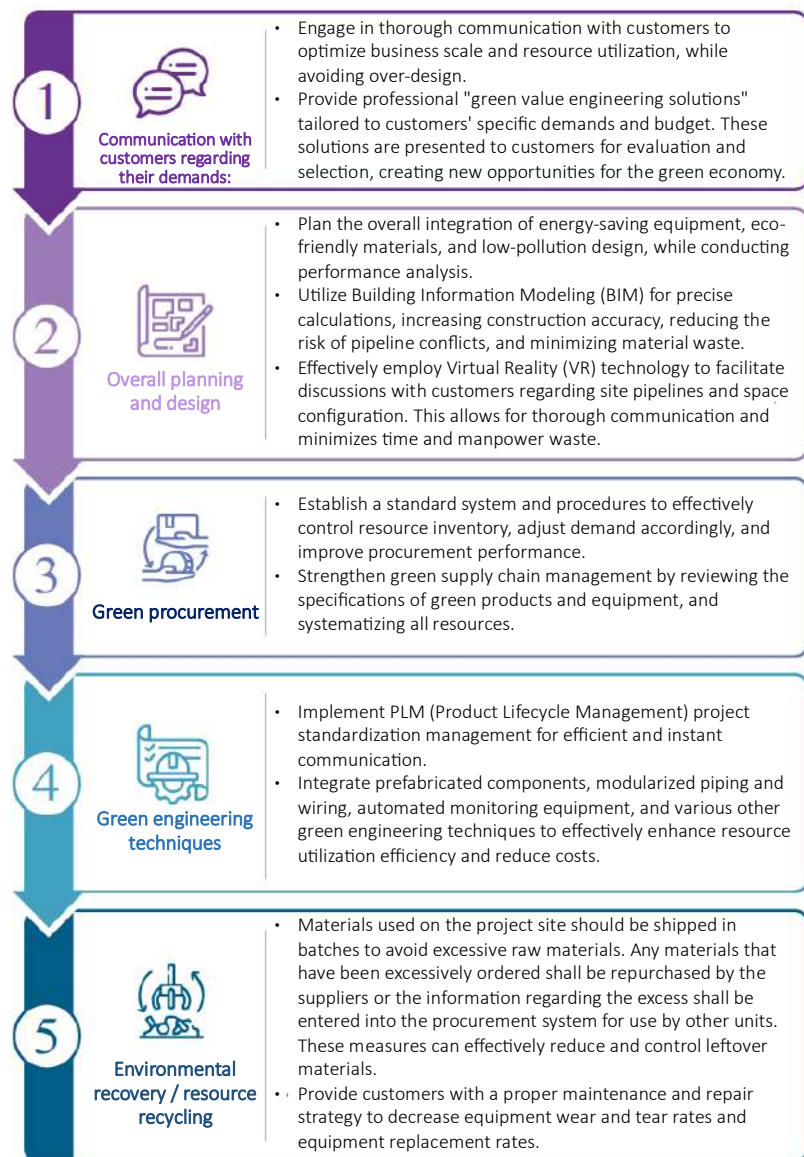 1
Communication with
customers regarding
their demands:
• Engage in thorough communication with customers to
optimize business scale and resource utilization, while
avoiding over-design.
• Provide professional "green value engineering solutions"
tailored to customers' specific demands and budget. These
solutions are presented to customers for evaluation and
selection, creating new opportunities for the green economy.
2
Overall planning
and design
• Plan the overall integration of energy-saving equipment, eco-
friendly materials, and low-pollution design, while conducting
performance analysis.
• Utilize Building Information Modeling (BIM) for precise
calculations, increasing construction accuracy, reducing the
risk of pipeline conflicts, and minimizing material waste.
• Effectively employ Virtual Reality (VR) technology to facilitate
discussions with customers regarding site pipelines and space
configuration. This allows for thorough communication and
minimizes time and manpower waste.
3
Green procurement
• Establish a standard system and procedures to effectively
control resource inventory, adjust demand accordingly, and
improve procurement performance.
• Strengthen green supply chain management by reviewing the
specifications of green products and equipment, and
systematizing all resources.
4
Green engineering
techniques
• Implement PLM (Product Lifecycle Management) project
standardization management for efficient and instant
communication.
• Integrate prefabricated components, modularized piping and
wiring, automated monitoring equipment, and various other
green engineering techniques to effectively enhance resource
utilization efficiency and reduce costs.
5
Environmental
recovery / resource
recycling
• Materials used on the project site should be shipped in
batches to avoid excessive raw materials. Any materials that
have been excessively ordered shall be repurchased by the
suppliers or the information regarding the excess shall be
entered into the procurement system for use by other units.
These measures can effectively reduce and control leftover
materials.
• Provide customers with a proper maintenance and repair
strategy to decrease equipment wear and tear rates and
equipment replacement rates.